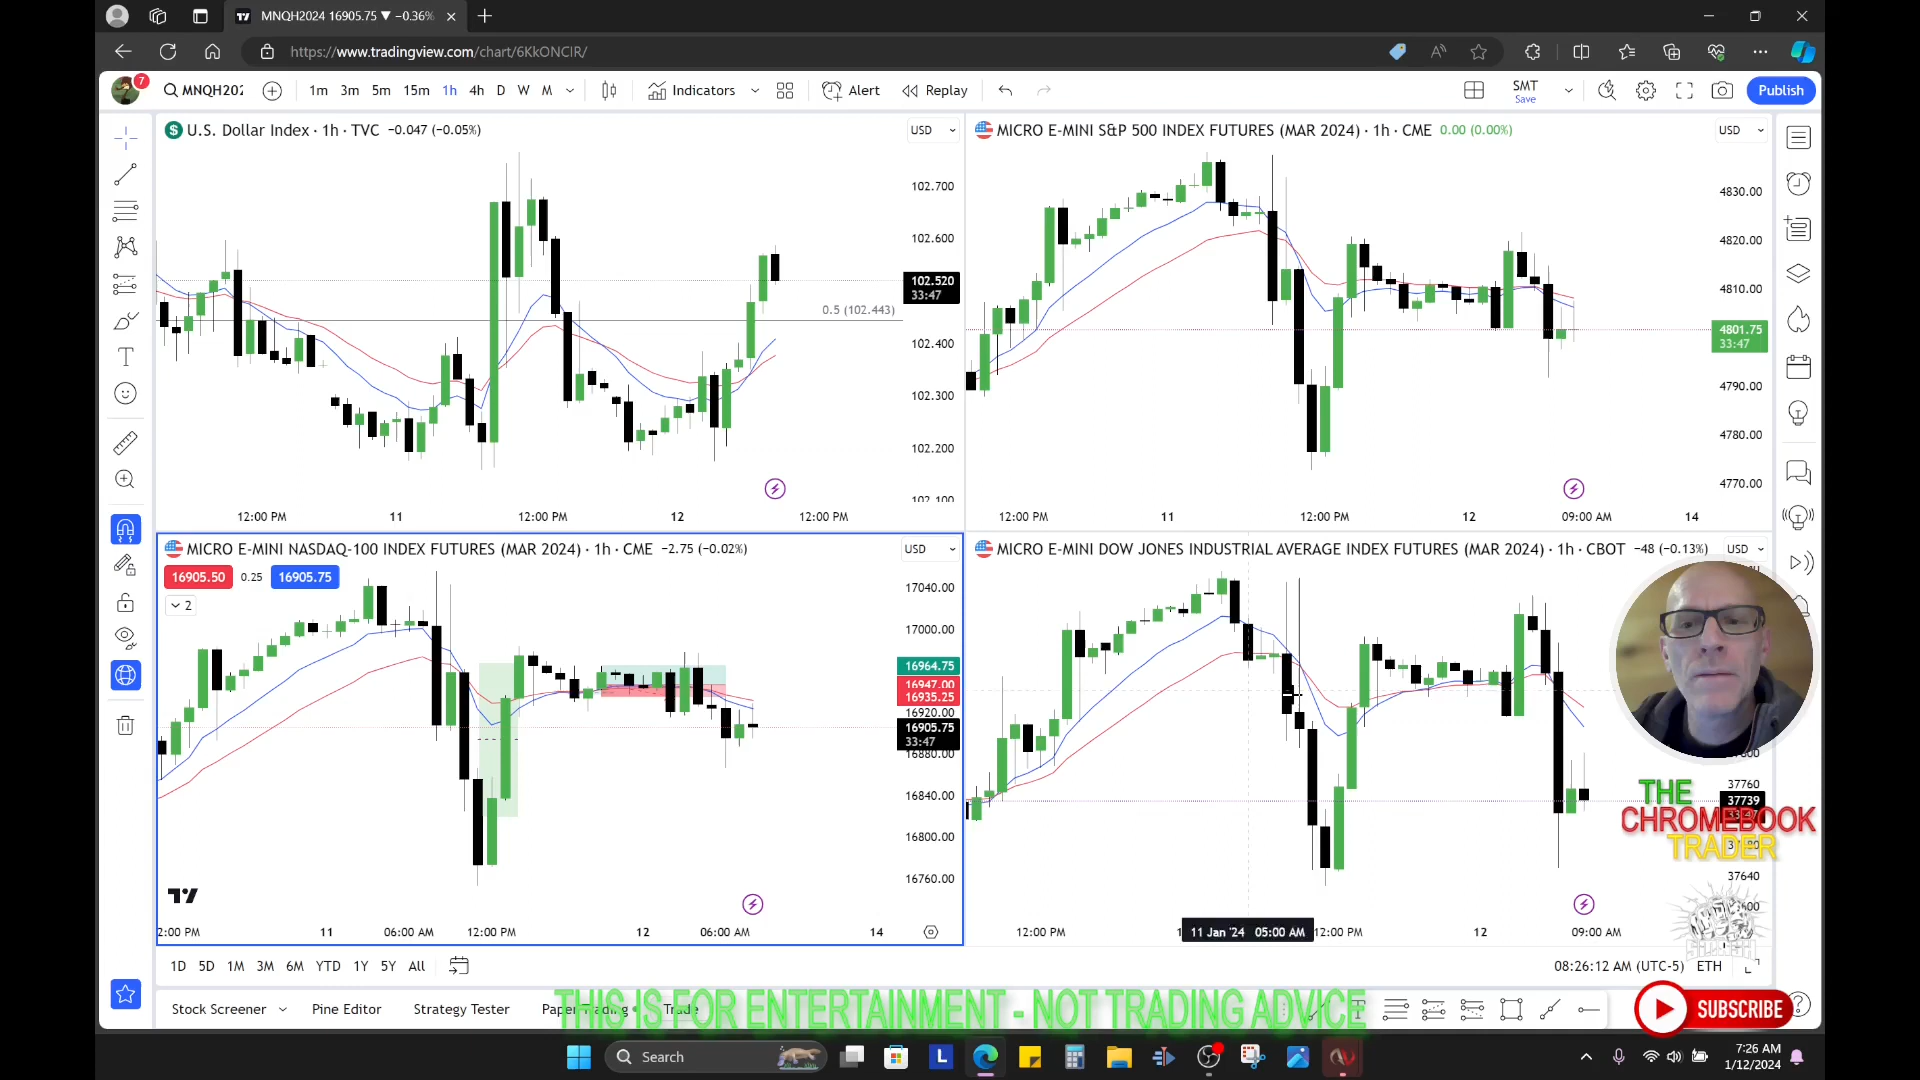 MNQH2024 16905.75 ▼ −0.36%
https://www.tradingview.com/chart/6KkONCIR/
7
MNQH202 1m 3m 5m 15m 1h 4h D W M Indicators Alert Replay SMT Save Publish
U.S. Dollar Index · 1h · TVC −0.047 (−0.05%) USD
102.700
102.600
102.520
33:47
0.5 (102.443)
102.400
102.300
102.200
102.100
12:00 PM 11 12:00 PM 12 12:00 PM
MICRO E-MINI S&P 500 INDEX FUTURES (MAR 2024) · 1h · CME 0.00 (0.00%) USD
4830.00
4820.00
4810.00
4801.75
33:47
4790.00
4780.00
4770.00
12:00 PM 11 12:00 PM 12 09:00 AM 14
MICRO E-MINI NASDAQ-100 INDEX FUTURES (MAR 2024) · 1h · CME −2.75 (−0.02%) USD
16905.50 0.25 16905.75
2
17040.00
17000.00
16964.75
16947.00
16935.25
16920.00
16905.75
33:47
16880.00
16840.00
16800.00
16760.00
2:00 PM 11 06:00 AM 12:00 PM 12 06:00 AM 14
MICRO E-MINI DOW JONES INDUSTRIAL AVERAGE INDEX FUTURES (MAR 2024) · 1h · CBOT −48 (−0.13%) USD
37760
37739
37640
12:00 PM 11 Jan '24 05:00 AM 12:00 PM 12 09:00 AM
THE
CHROMEBOOK
TRADER
1D 5D 1M 3M 6M YTD 1Y 5Y All
08:26:12 AM (UTC-5) ETH
Stock Screener Pine Editor Strategy Tester Paper Trading Trade
THIS IS FOR ENTERTAINMENT - NOT TRADING ADVICE
SUBSCRIBE
Search
7:26 AM
1/12/2024